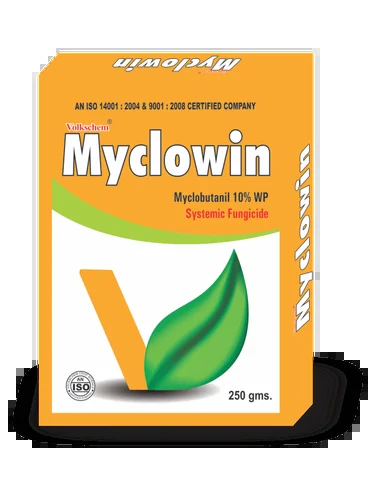 Myclowin
AN ISO 14001 : 2004 & 9001 : 2008 CERTIFIED COMPANY
Volkschem®
Myclowin
Myclobutanil 10% WP
Systemic Fungicide
Myclowin
AN
ISO
250 gms.